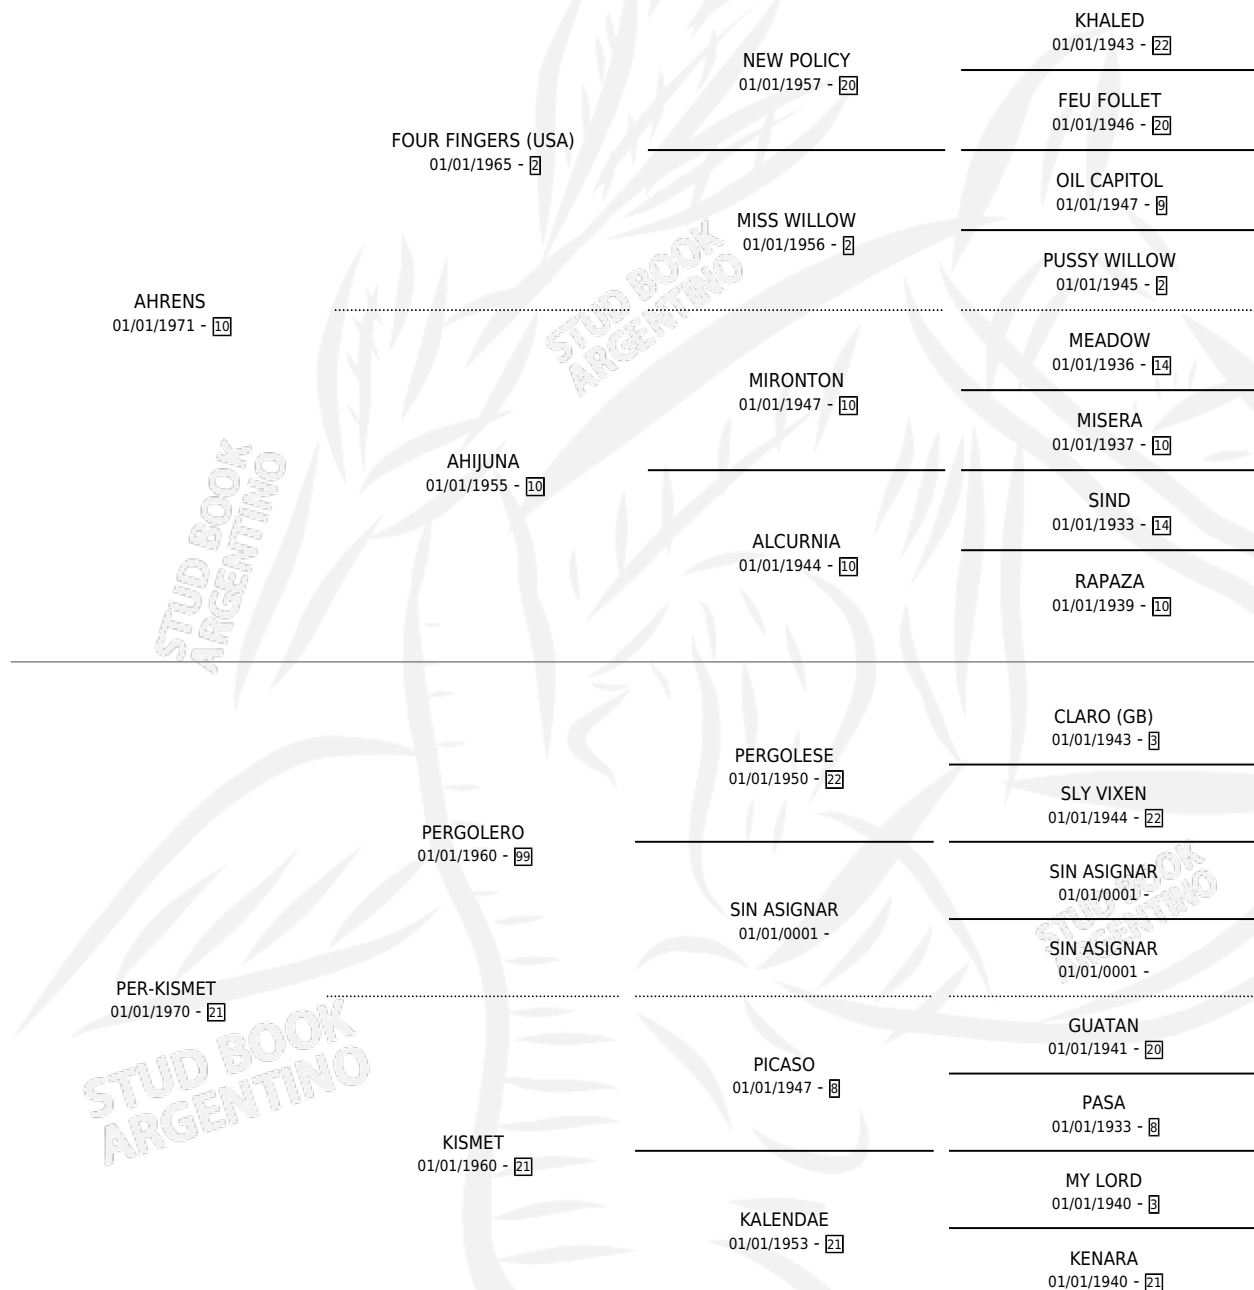 KHALED
01/01/1943 - 22
NEW POLICY
01/01/1957 - 20
FEU FOLLET
01/01/1946 - 20
FOUR FINGERS (USA)
01/01/1965 - 2
OIL CAPITOL
01/01/1947 - 9
MISS WILLOW
01/01/1956 - 2
PUSSY WILLOW
01/01/1945 - 2
AHRENS
01/01/1971 - 10
MEADOW
01/01/1936 - 14
MIRONTON
01/01/1947 - 10
MISERA
01/01/1937 - 10
AHIJUNA
01/01/1955 - 10
SIND
01/01/1933 - 14
ALCURNIA
01/01/1944 - 10
RAPAZA
01/01/1939 - 10
STUD BOOK
ARGENTINO
STUD BOOK
ARGENTINO
CLARO (GB)
01/01/1943 - 3
PERGOLESE
01/01/1950 - 22
SLY VIXEN
01/01/1944 - 22
PERGOLERO
01/01/1960 - 99
SIN ASIGNAR
01/01/0001 -
SIN ASIGNAR
01/01/0001 -
SIN ASIGNAR
01/01/0001 -
PER-KISMET
01/01/1970 - 21
GUATAN
01/01/1941 - 20
PICASO
01/01/1947 - 8
PASA
01/01/1933 - 8
KISMET
01/01/1960 - 21
MY LORD
01/01/1940 - 3
KALENDAE
01/01/1953 - 21
KENARA
01/01/1940 - 21
STUD BOOK
ARGENTINO
STUD BOOK
ARGENTINO